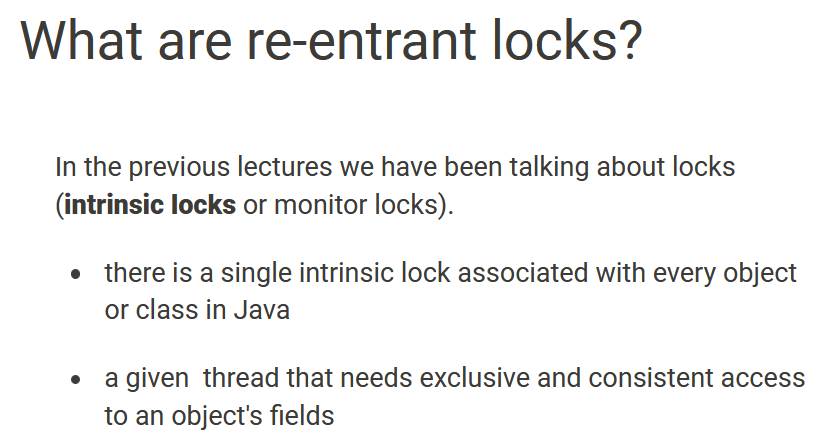 What are re-entrant locks?
In the previous lectures we have been talking about locks
(intrinsic locks or monitor locks).
• there is a single intrinsic lock associated with every object
or class in Java
• a given  thread that needs exclusive and consistent access
to an object's fields